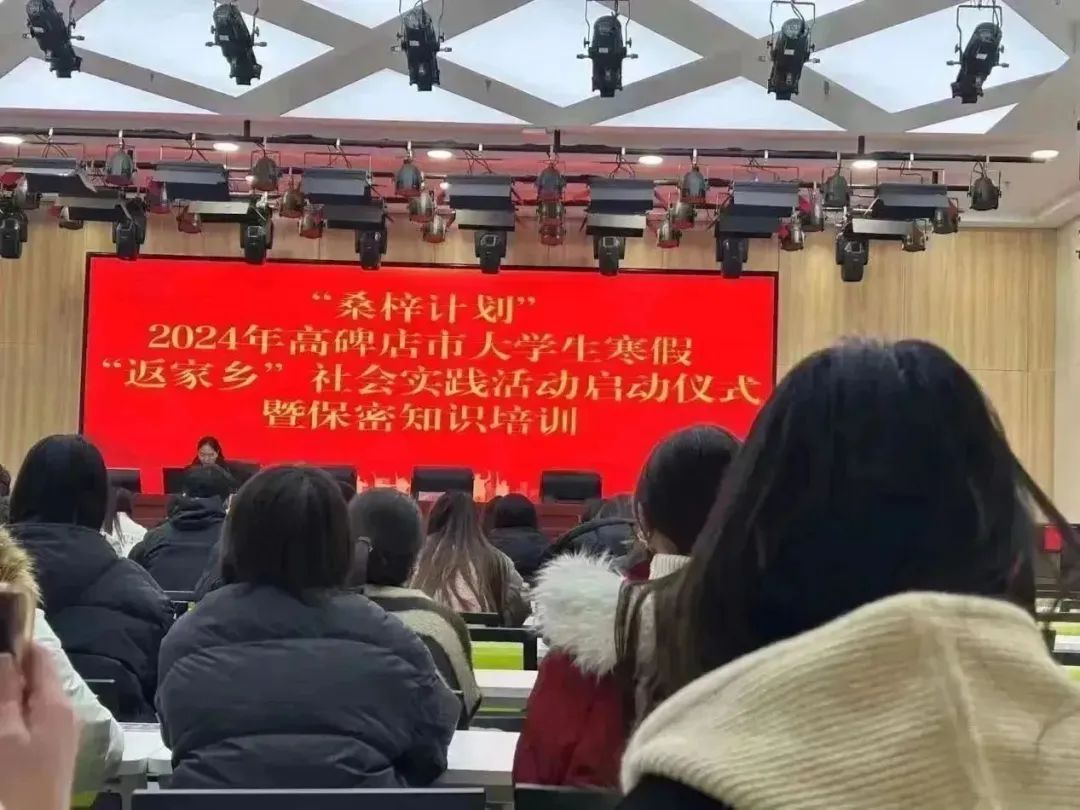 “桑梓计划”
2024年高碑店市大学生寒假
“返家乡”社会实践活动启动仪式
暨保密知识培训